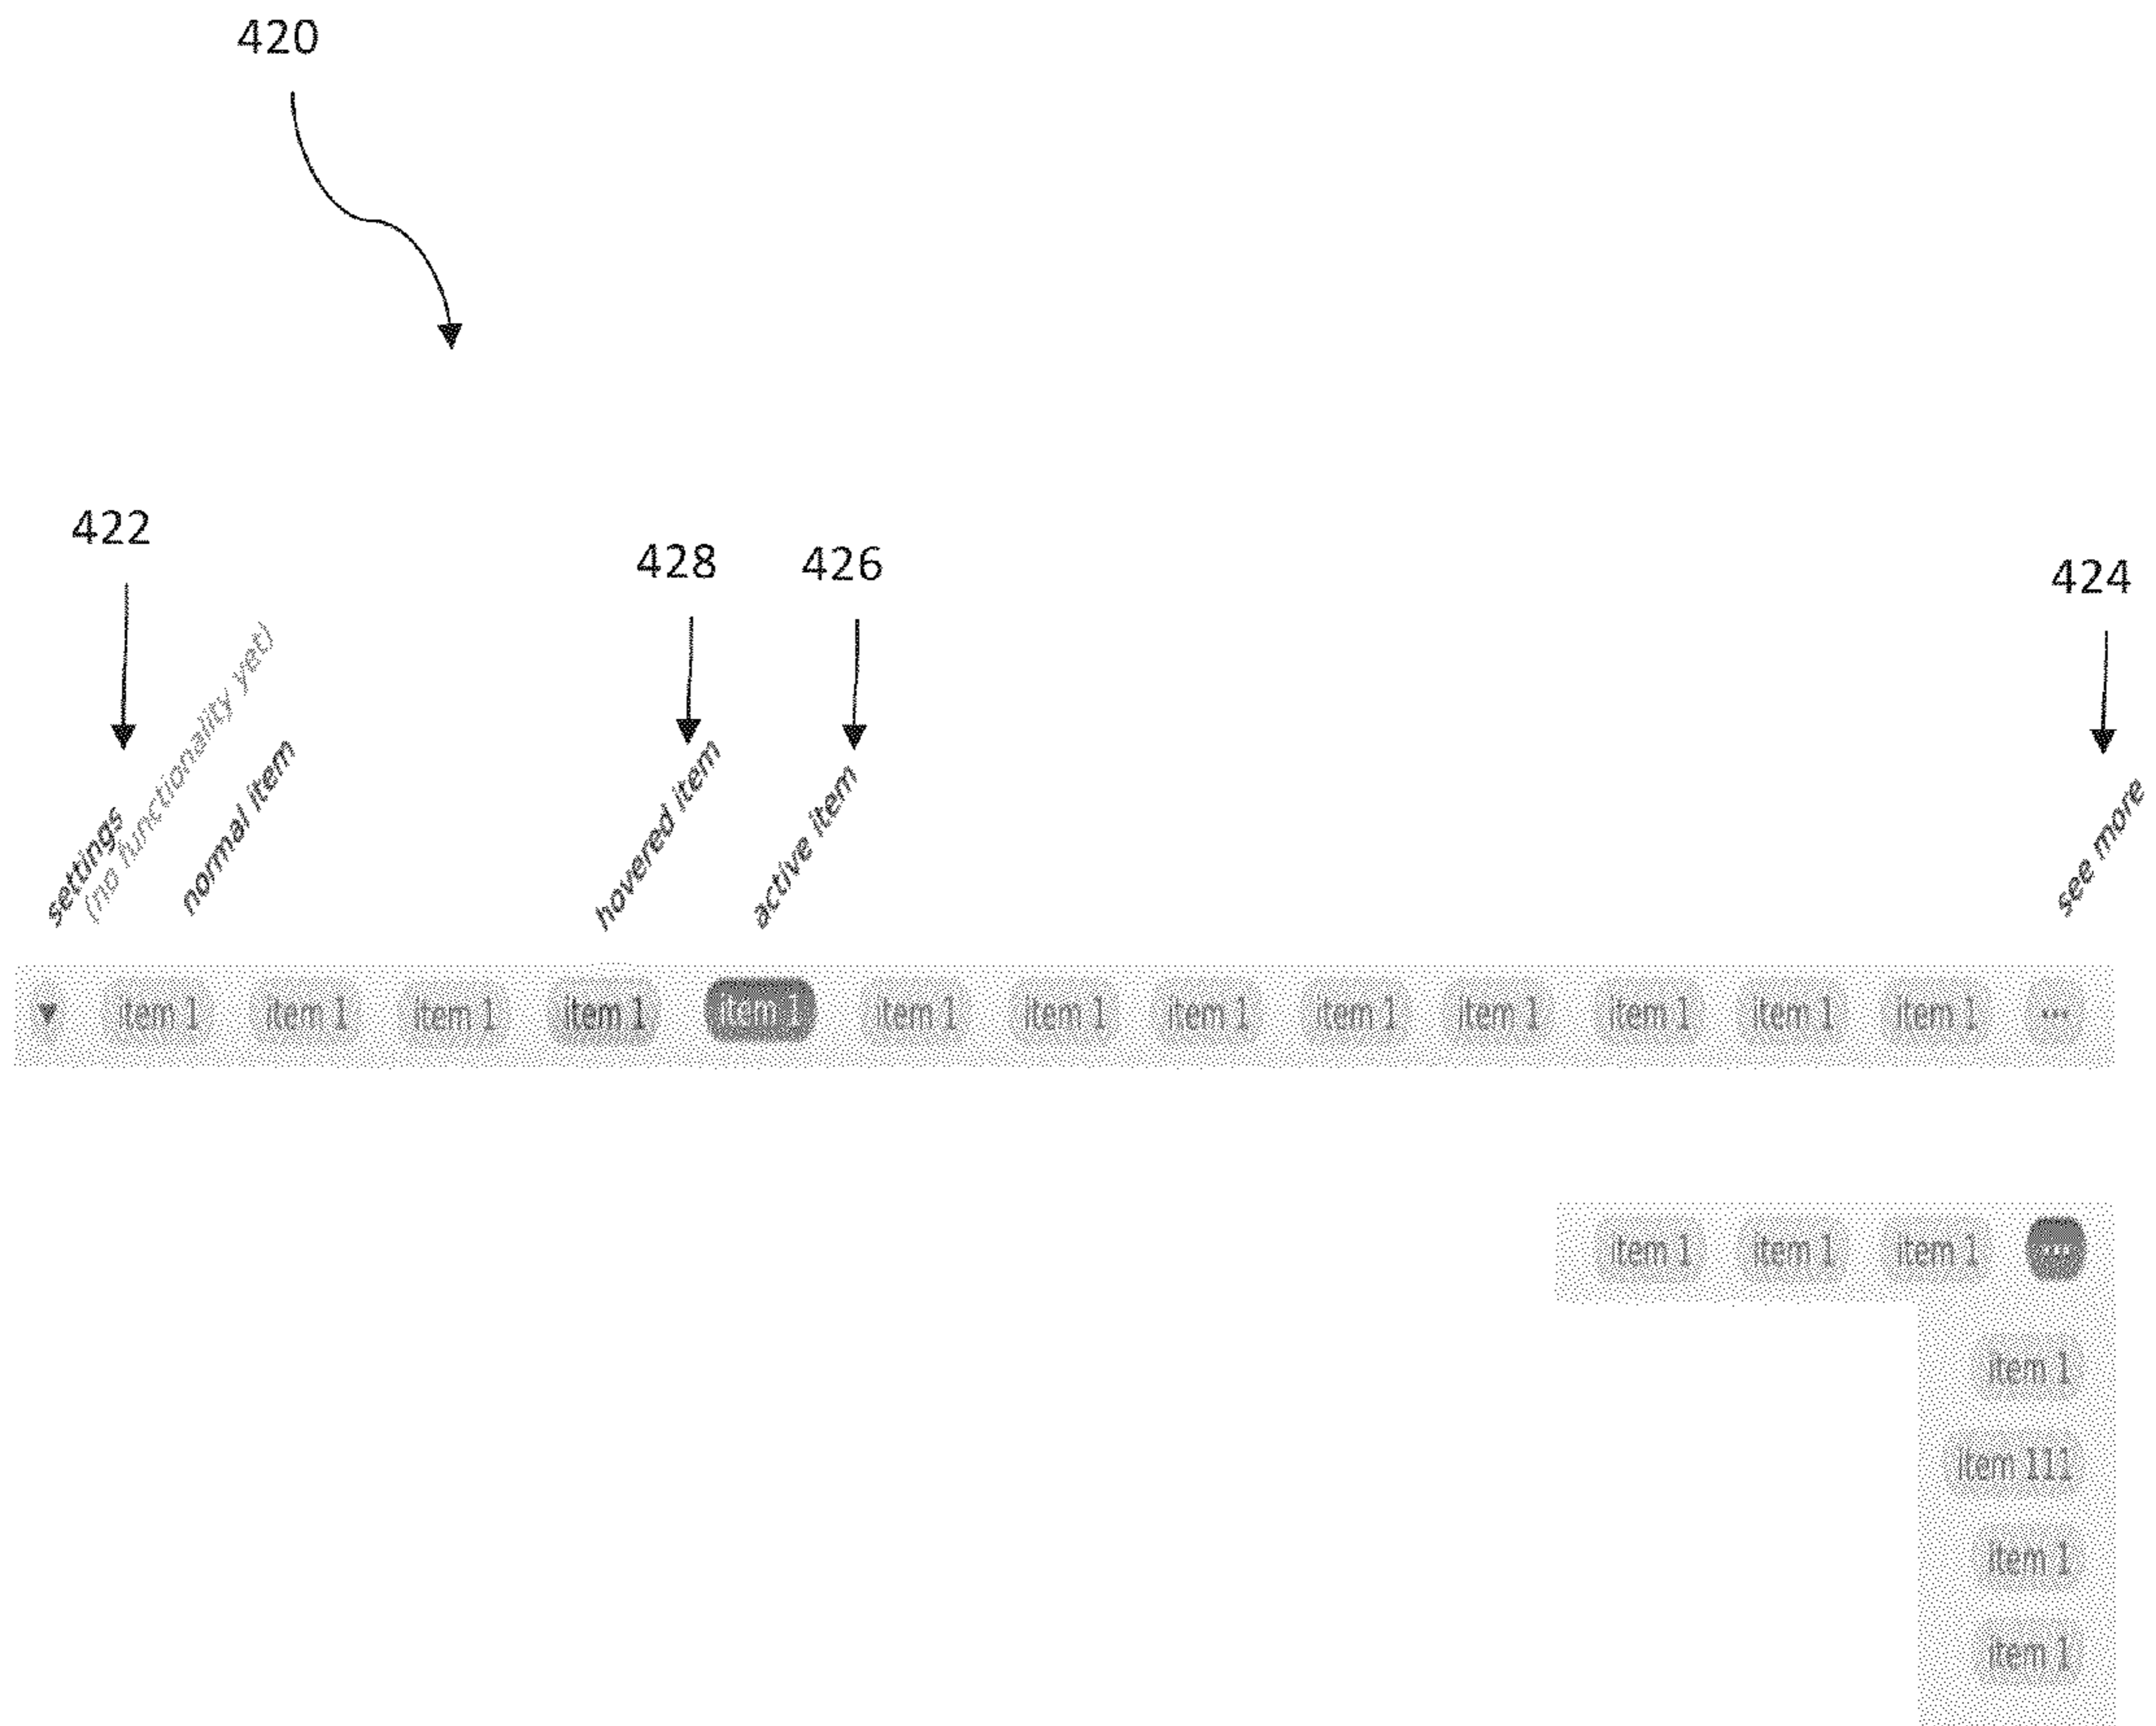 420
422
428 426
424
settings
(no functionality yet)
normal item
hovered item
active item
see more
item 1 item 1 item 1 item 1 item 1 item 1 item 1 item 1 item 1 item 1 item 1 item 1 item 1 ...
item 1 item 1 item 1 ...
item 1
item 111
item 1
item 1